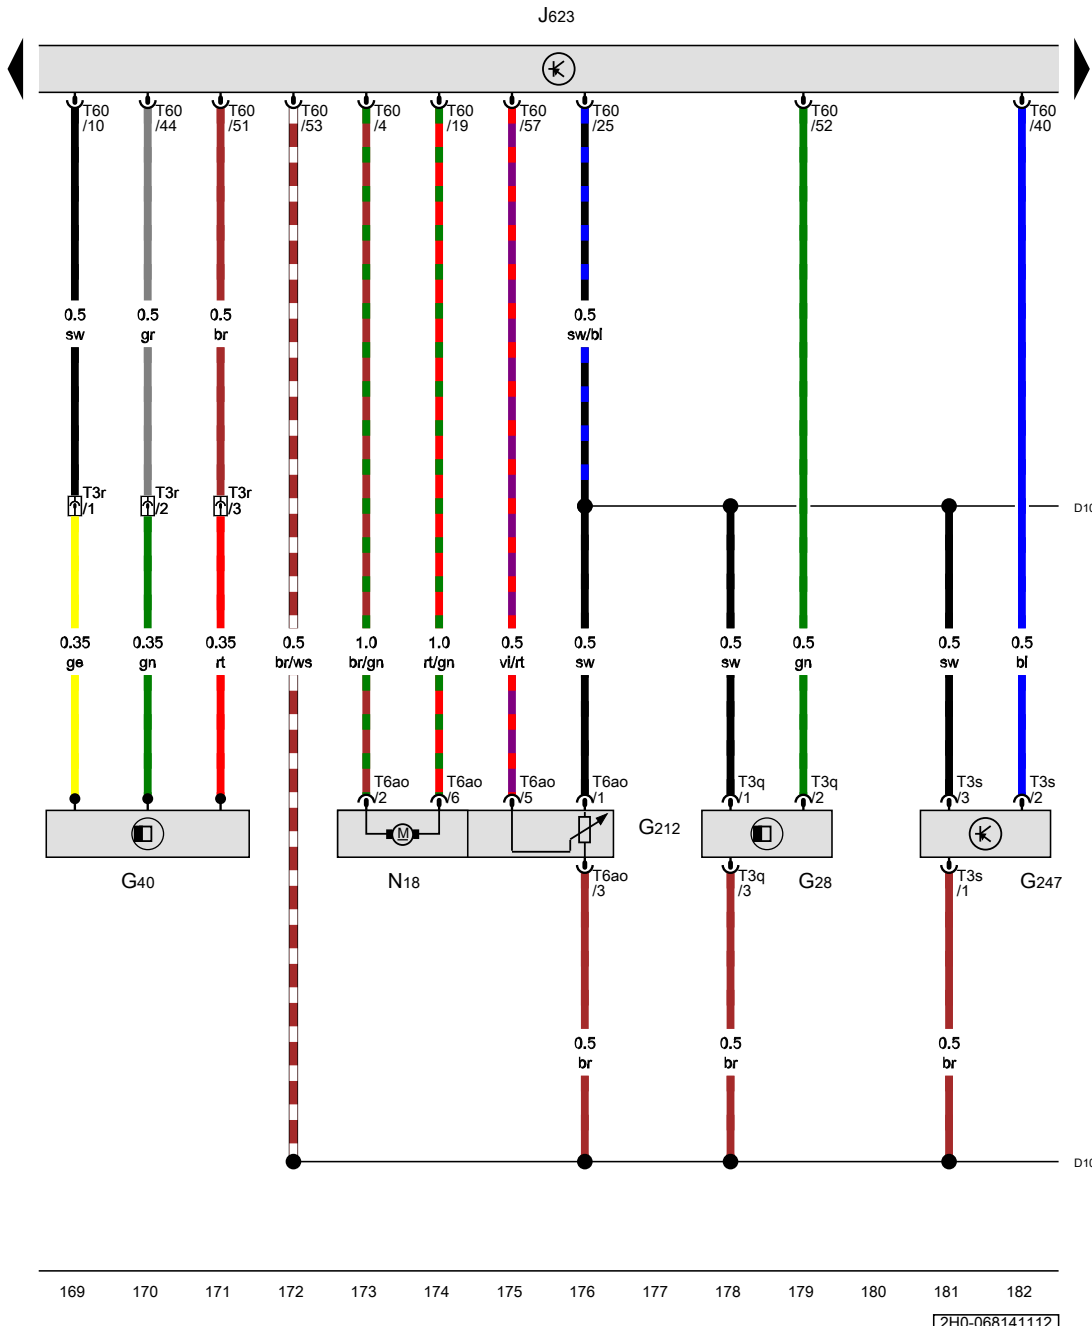 J623
T60 T60 T60 T60 T60 T60 T60 T60 T60 T60
/10 /44 /51 /53 /4 /19 /57 /25 /52 /40
0.5 0.5 0.5 0.5
sw gr br sw/bl
T3r T3r T3r
/1 /2 /3
0.35 0.35 0.35 0.5 1.0 1.0 0.5 0.5 0.5 0.5 0.5 0.5
ge gn rt br/ws br/gn rt/gn vi/rt sw sw gn sw bl
T6ao T6ao T6ao T6ao T3q T3q T3s T3s
/2 /6 /5 /1 /1 /2 /3 /2
M G212
T6ao T3q T3s
/3 /3 /1
G40 N18 G28 G247
0.5 0.5 0.5
br br br
169 170 171 172 173 174 175 176 177 178 179 180 181 182
2H0-068141112